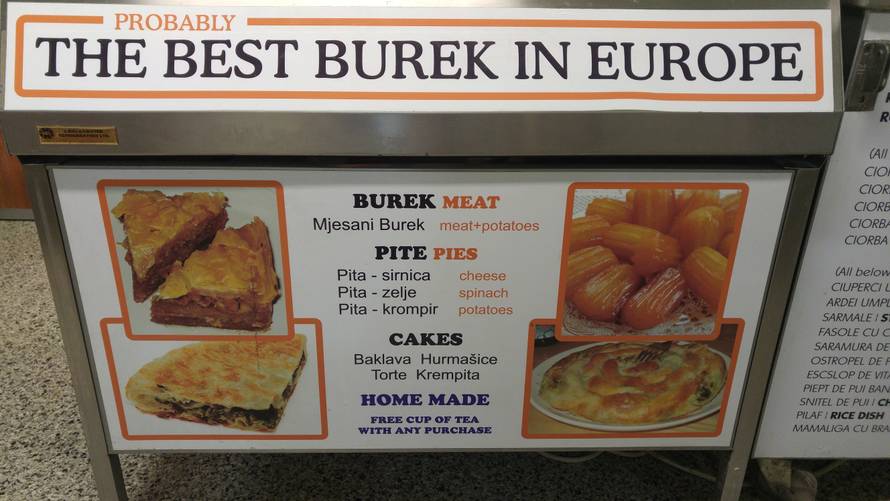 PROBABLY
THE BEST BUREK IN EUROPE
BUREK MEAT
Mjesani Burek meat+potatoes
PITE PIES
Pita - sirnica cheese
Pita - zelje spinach
Pita - krompir potatoes
CAKES
Baklava Hurmašice
Torte Krempita
HOME MADE
FREE CUP OF TEA
WITH ANY PURCHASE
(All
CIORB
CIORBA
CIORBA
(All below
CIUPERCI
ARDEI UMPL
SARMALE |
FASOLE CU C
SARAMURA DE
OSTROPEL DE P
ESCSLOP DE VITA
PIEPT DE PUI BAN
SNITEL DE PUI | CH
PILAF | RICE DISH
MAMALIGA CU BRA